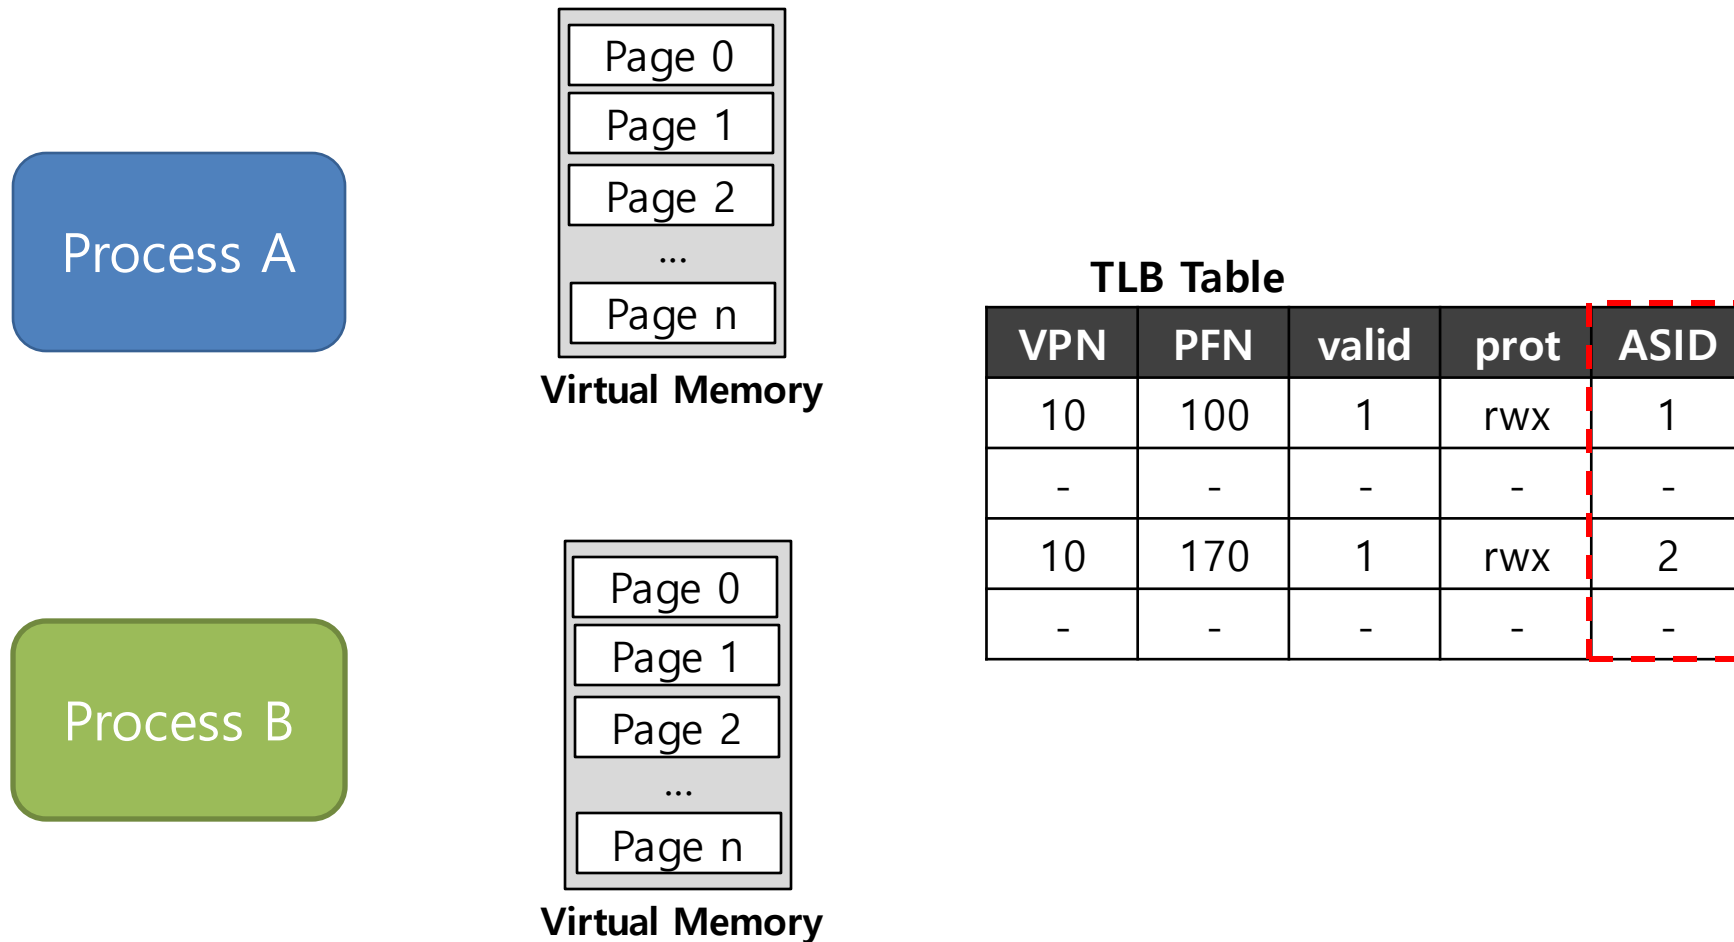 Process A
Page 0
Page 1
Page 2
...
Page n
Virtual Memory
Process B
Page 0
Page 1
Page 2
...
Page n
Virtual Memory
TLB Table
VPN PFN valid prot ASID
10 100 1 rwx 1
- - - - -
10 170 1 rwx 2
- - - - -